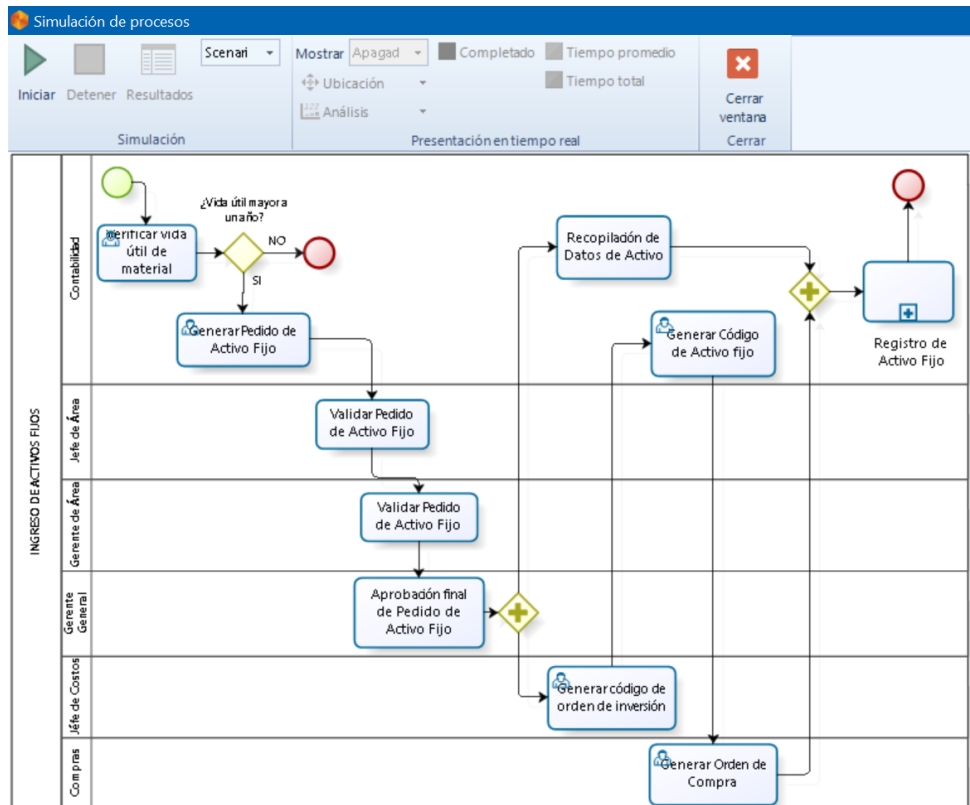 Simulación de procesos
Scenari
Mostrar Apagad
Completado
Tiempo promedio
Ubicación
Tiempo total
Iniciar
Detener
Resultados
Análisis
Cerrar
ventana
Simulación
Presentación en tiempo real
Cerrar
INGRESO DE ACTIVOS FIJOS
Contabilidad
¿Vida útil mayor a
un año?
Verificar vida
útil de
material
NO
SI
Generar Pedido de
Activo Fijo
Recopilación de
Datos de Activo
Generar Código
de Activo fijo
Registro de
Activo Fijo
Jefe de Área
Validar Pedido
de Activo Fijo
Gerente de Área
Validar Pedido
de Activo Fijo
Gerente
General
Aprobación final
de Pedido de
Activo Fijo
Jéfe de Costos
Generar código de
orden de inversión
Compras
Generar Orden de
Compra